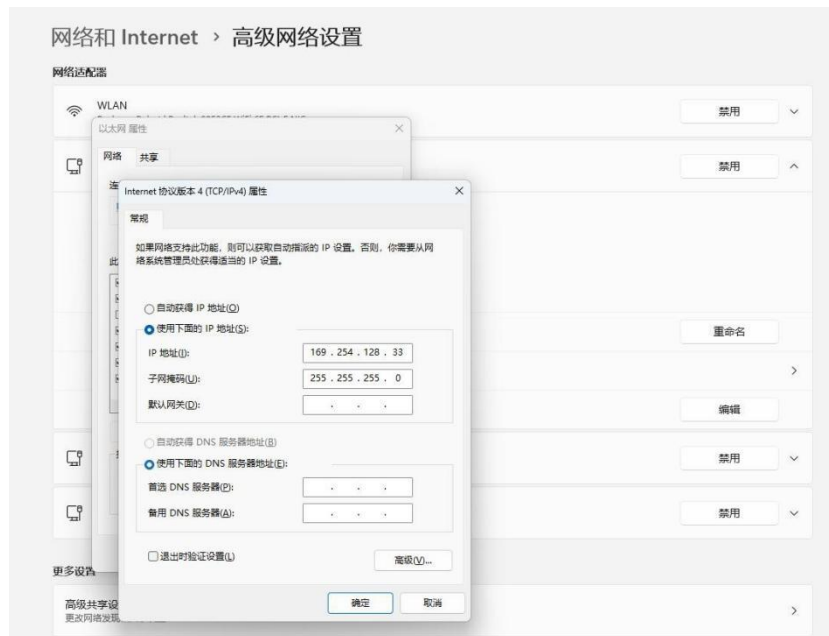 网络和 Internet › 高级网络设置
网络适配器
WLAN
禁用
以太网 属性
网络 共享
禁用
Internet 协议版本 4 (TCP/IPv4) 属性
常规
如果网络支持此功能，则可以获取自动指派的 IP 设置。否则，你需要从网
络系统管理员处获得适当的 IP 设置。
此
自动获得 IP 地址(O)
使用下面的 IP 地址(S):
IP 地址(I): 169 . 254 . 128 . 33
重命名
子网掩码(U): 255 . 255 . 255 . 0
默认网关(D): . . .
编辑
自动获得 DNS 服务器地址(B)
使用下面的 DNS 服务器地址(E):
禁用
首选 DNS 服务器(P): . . .
备用 DNS 服务器(A): . . .
禁用
退出时验证设置(L)
高级(V)...
更多设置
确定 取消
高级共享设
更改网络发现